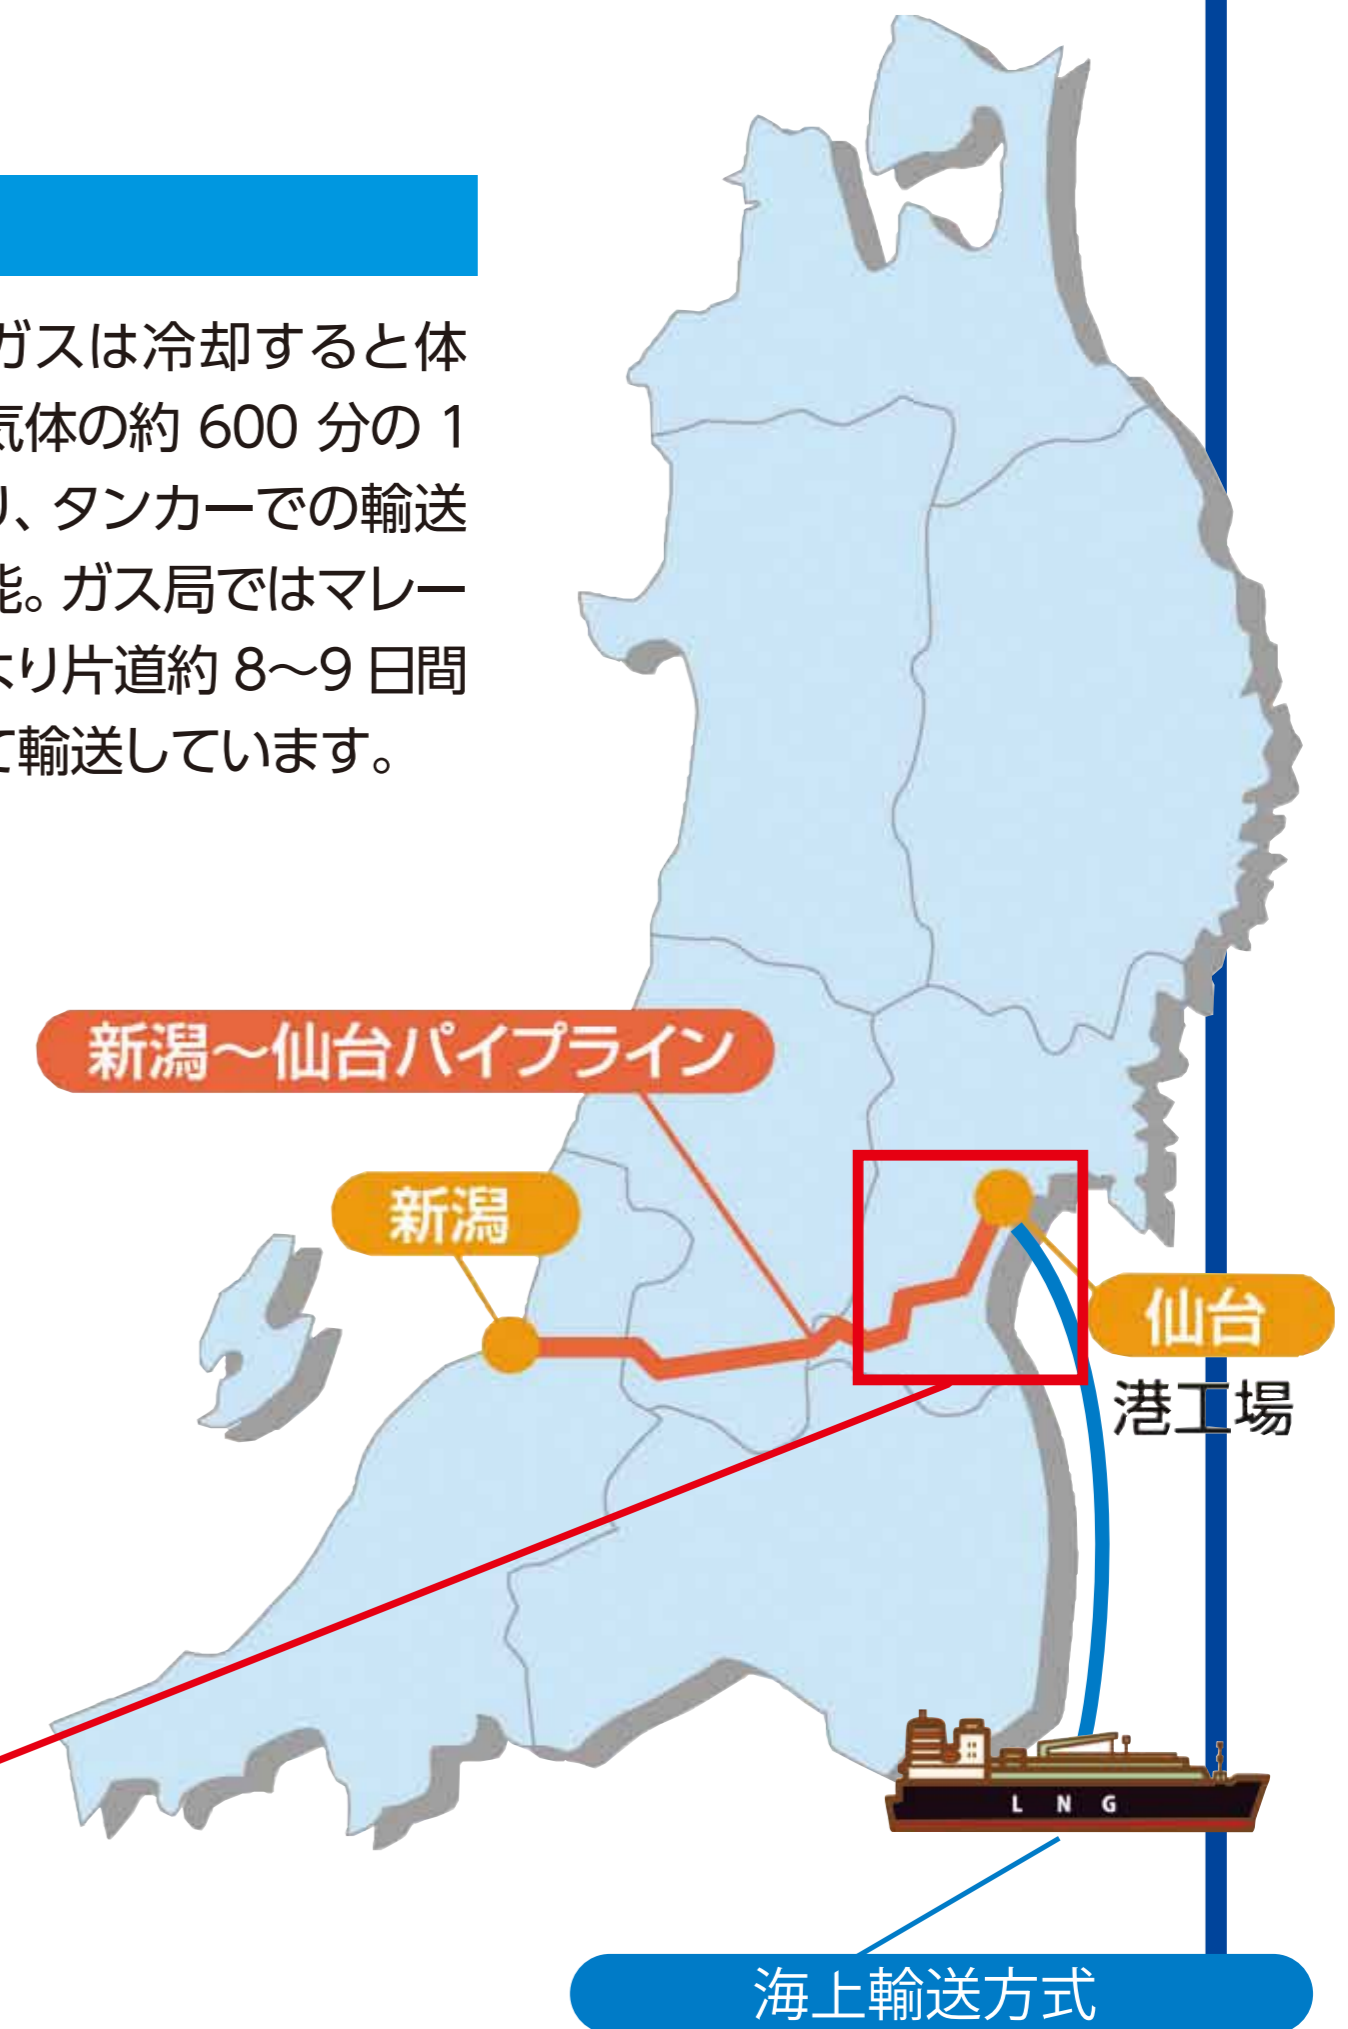 ガスは冷却すると体
気体の約 600 分の 1
り、タンカーでの輸送
能。ガス局ではマレー
より片道約 8～9 日間
て輸送しています。
新潟～仙台パイプライン
新潟
仙台
港工場
LNG
海上輸送方式